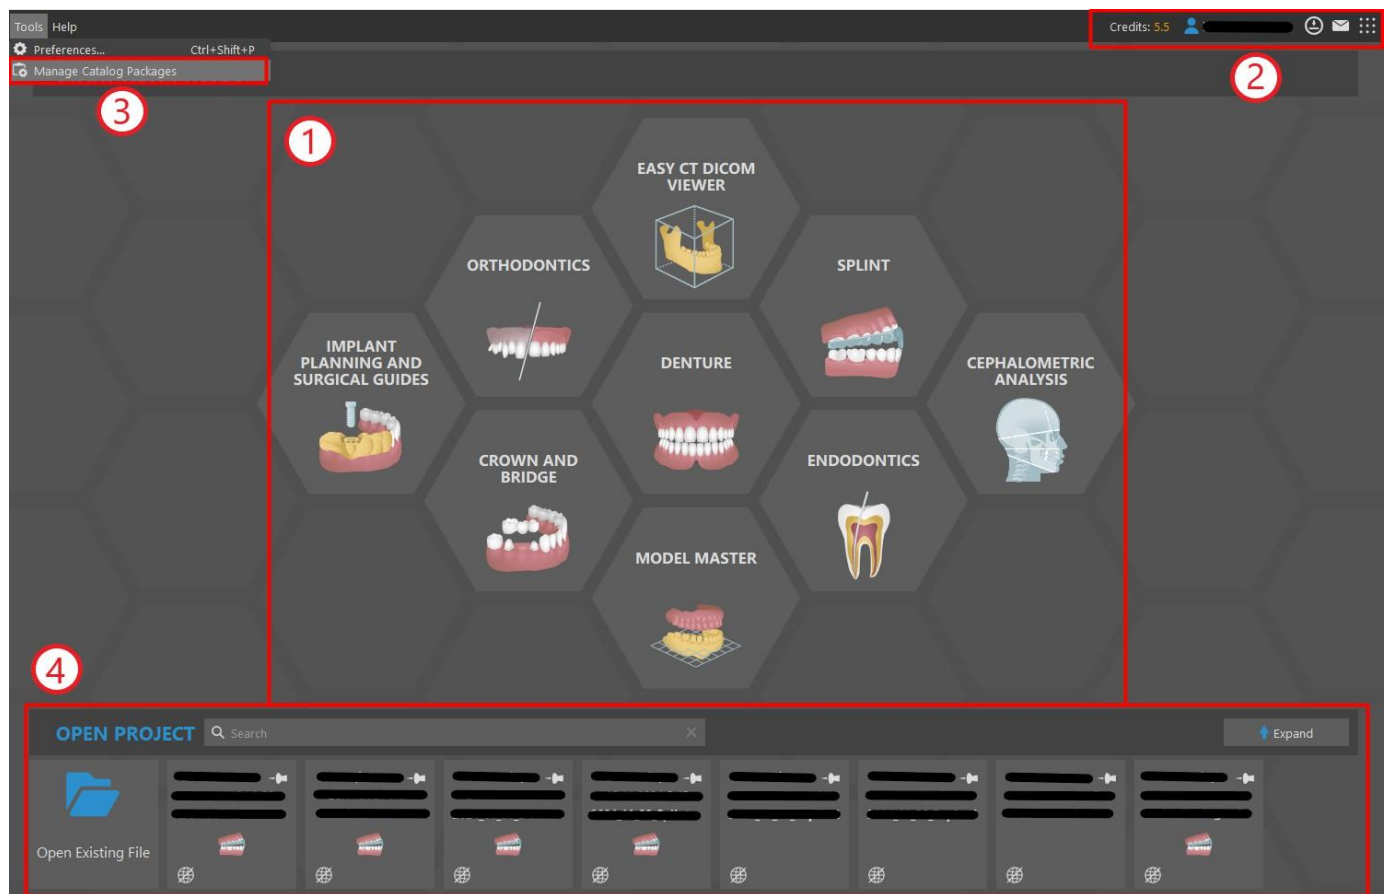 Tools Help
Credits: 5.5
Preferences... Ctrl+Shift+P
Manage Catalog Packages
2
3
1
EASY CT DICOM
VIEWER
ORTHODONTICS
SPLINT
IMPLANT
PLANNING AND
SURGICAL GUIDES
DENTURE
CEPHALOMETRIC
ANALYSIS
CROWN AND
BRIDGE
ENDODONTICS
MODEL MASTER
4
OPEN PROJECT
Search
Expand
Open Existing File